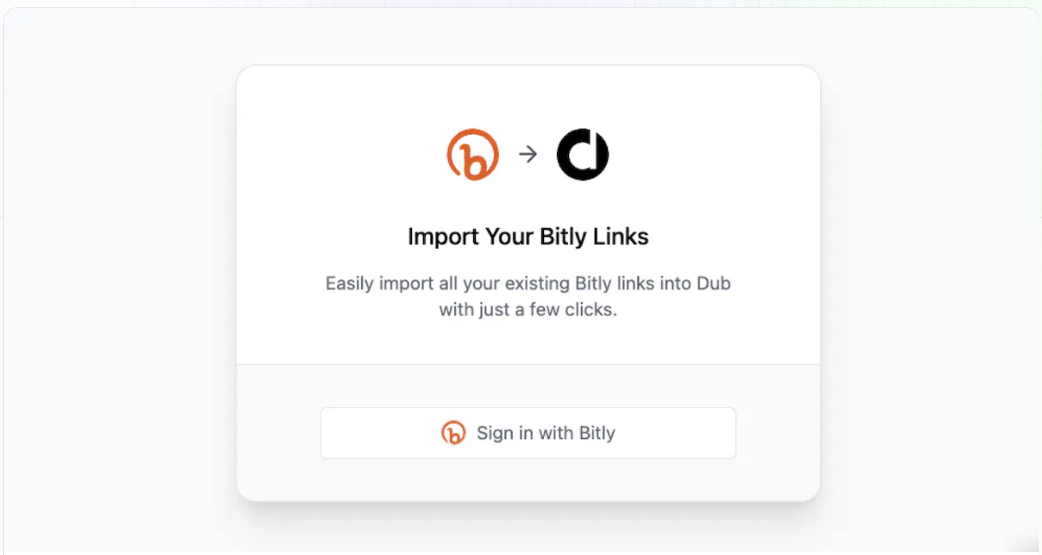 Import Your Bitly Links
Easily import all your existing Bitly links into Dub
with just a few clicks.
Sign in with Bitly